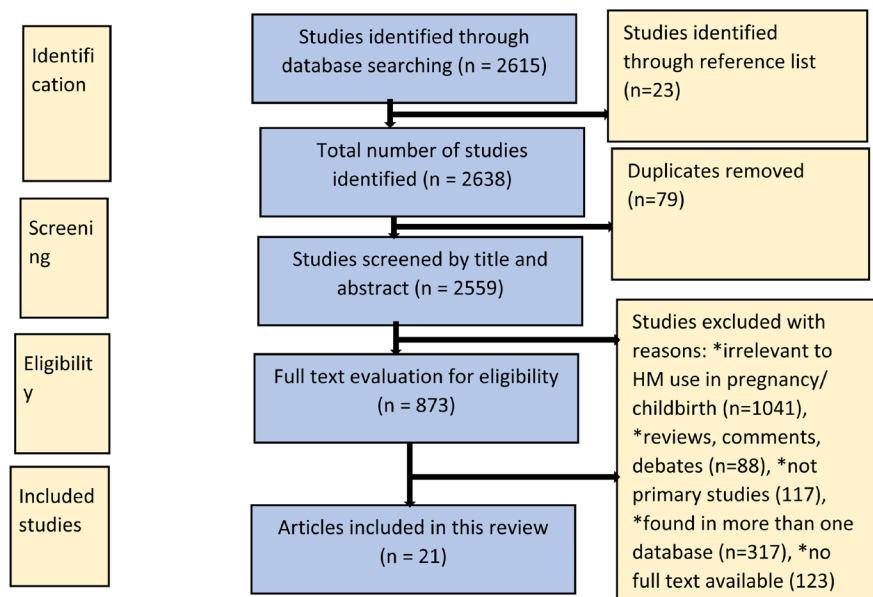 Identifi
cation
Studies identified through
database searching (n = 2615)
Studies identified
through reference list
(n=23)
Total number of studies
identified (n = 2638)
Duplicates removed
(n=79)
Screeni
ng
Studies screened by title and
abstract (n = 2559)
Eligibilit
y
Full text evaluation for eligibility
(n = 873)
Studies excluded with
reasons: *irrelevant to
HM use in pregnancy/
childbirth (n=1041),
*reviews, comments,
debates (n=88), *not
primary studies (117),
*found in more than one
database (n=317), *no
full text available (123)
Included
studies
Articles included in this review
(n = 21)